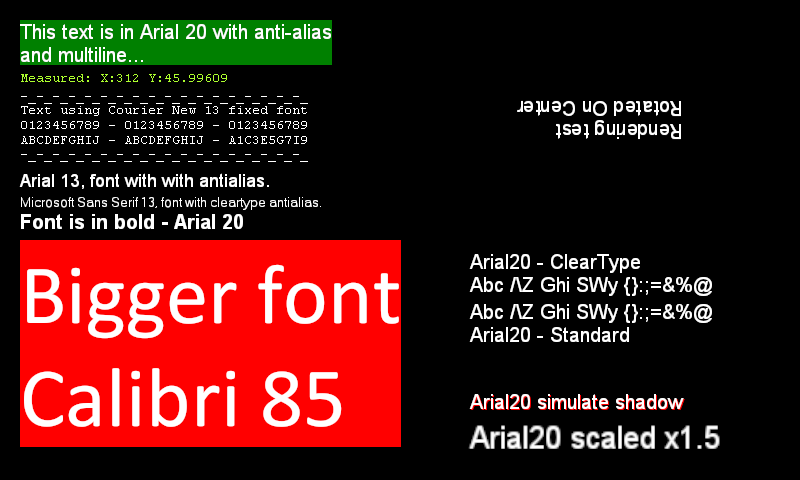 This text is in Arial 20 with anti-alias
and multiline...
Measured: X:312 Y:45.99609
-_-_-_-_-_-_-_-_-_-_-_-_-_-_-_-_-_-_
Text using Courier New 13 fixed font
0123456789 - 0123456789 - 0123456789
ABCDEFGHIJ - ABCDEFGHIJ - A1C3E5G7I9
-_-_-_-_-_-_-_-_-_-_-_-_-_-_-_-_-_-_
Arial 13, font with with antialias.
Microsoft Sans Serif 13, font with cleartype antialias.
Font is in bold - Arial 20
Bigger font
Calibri 85
Rendering test
Rotated On Center
Arial20 - ClearType
Abc /\Z Ghi SWy {}:;=&%@
Abc /\Z Ghi SWy {}:;=&%@
Arial20 - Standard
Arial20 simulate shadow
Arial20 scaled x1.5